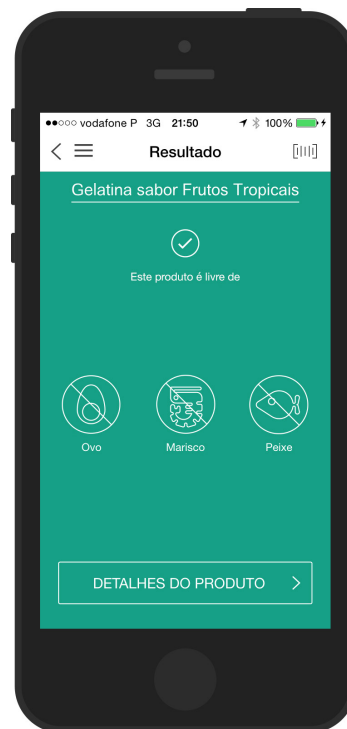 vodafone P 3G 21:50 100%
Resultado
Gelatina sabor Frutos Tropicais
Este produto é livre de
Ovo Marisco Peixe
DETALHES DO PRODUTO